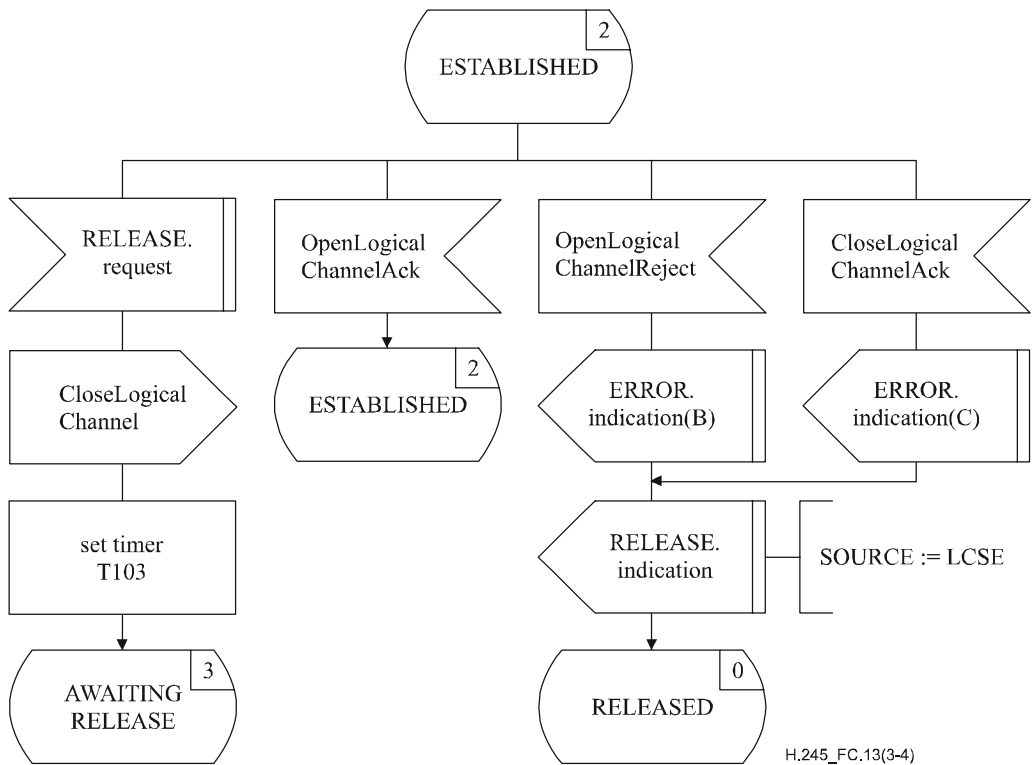 2
ESTABLISHED
RELEASE.
request
OpenLogical
ChannelAck
OpenLogical
ChannelReject
CloseLogical
ChannelAck
CloseLogical
Channel
2
ESTABLISHED
ERROR.
indication(B)
ERROR.
indication(C)
set timer
T103
RELEASE.
indication
SOURCE := LCSE
3
AWAITING
RELEASE
0
RELEASED
H.245_FC.13(3-4)